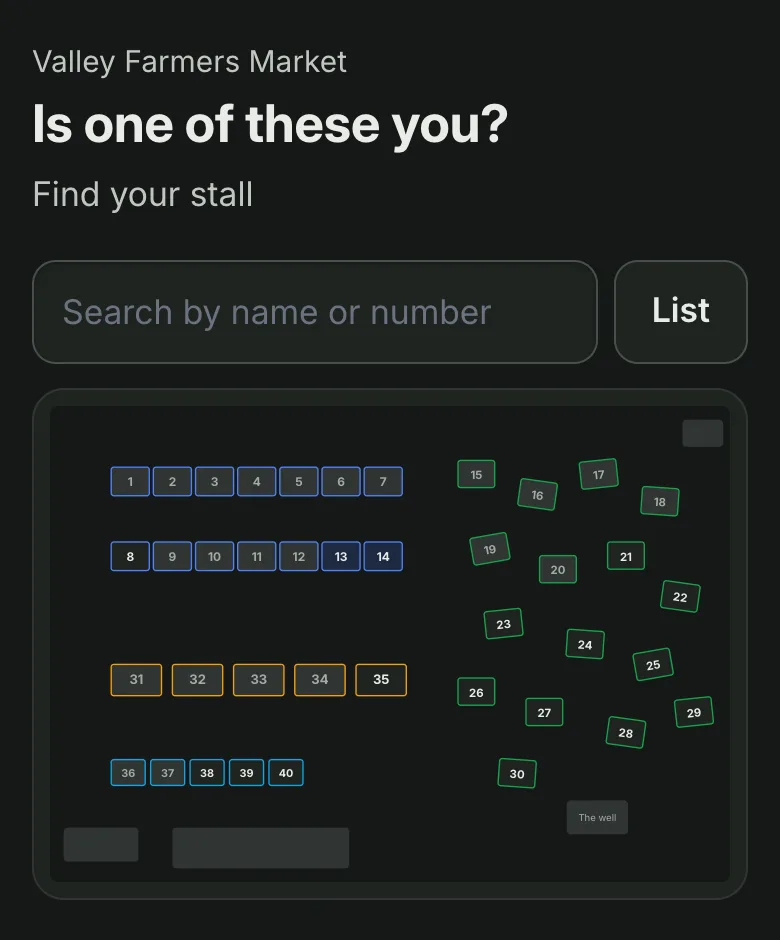 Valley Farmers Market
Is one of these you?
Find your stall
Search by name or number
List
1 2 3 4 5 6 7
15 16 17 18
8 9 10 11 12 13 14
19 20 21
22
23 24 25
31 32 33 34 35
26 27 28 29
36 37 38 39 40
30
The well